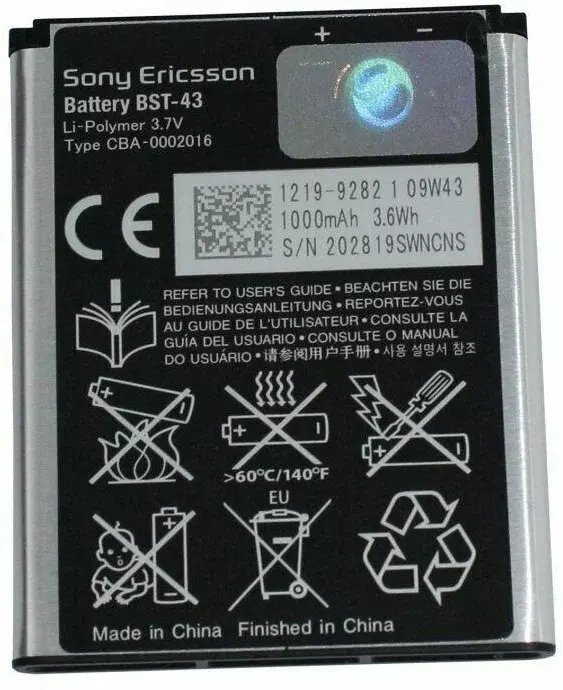 + −
Sony Ericsson
Battery BST-43
Li-Polymer 3.7V
Type CBA-0002016
1219-9282 1 09W43
1000mAh 3.6Wh
S/N 202819SWNCNS
CE
REFER TO USER'S GUIDE • BEACHTEN SIE DIE
BEDIENUNGSANLEITUNG • REPORTEZ-VOUS
AU GUIDE DE L'UTILISATEUR • CONSULTE LA
GUÍA DEL USUARIO • CONSULTE O MANUAL
DO USUÁRIO • 请参阅用户手册 • 사용 설명서 참조
>60°C/140°F
EU
Made in China Finished in China